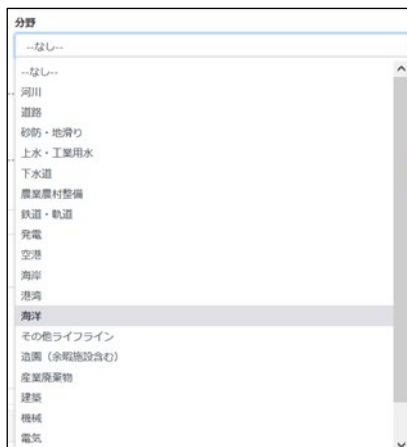 分野
--なし--
--なし--
河川
道路
砂防・地滑り
上水・工業用水
下水道
農業農村整備
鉄道・軌道
発電
空港
海岸
港湾
海洋
その他ライフライン
造園（余暇施設含む）
産業廃棄物
建築
機械
電気